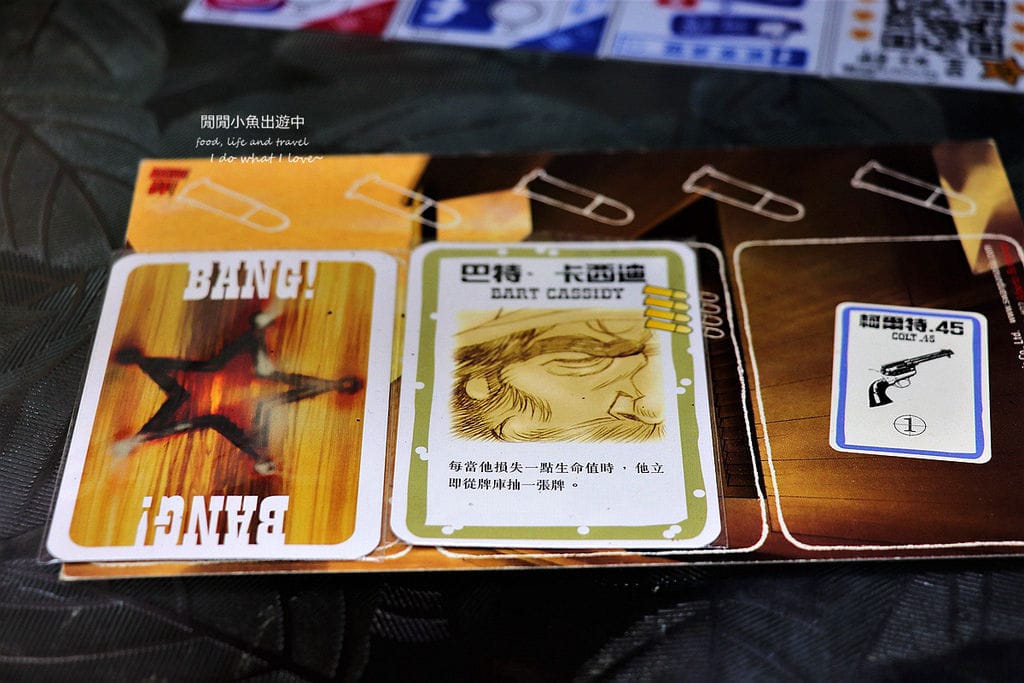 閒閒小魚出遊中
food, life and travel
I do what I love~
BANG!
BANG!
巴特·卡西迪
BART CASSIDY
每當他損失一點生命值時，他立
即從牌庫抽一張牌。
柯爾特.45
COLT .45
1